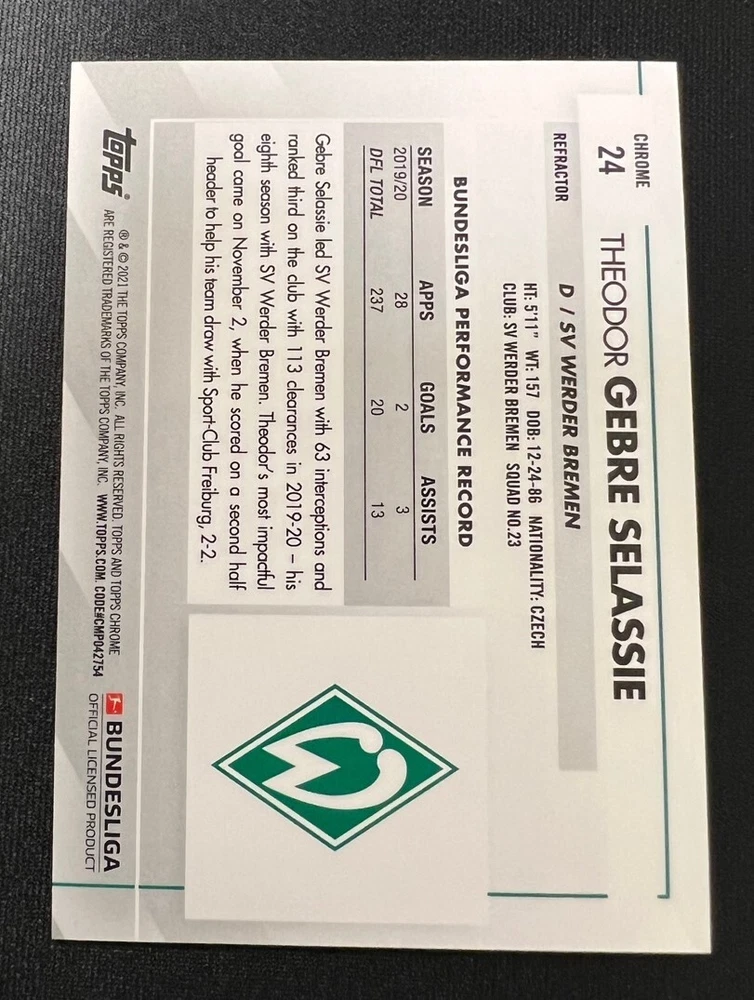 CHROME
24
THEODOR GEBRE SELASSIE
REFRACTOR
D / SV WERDER BREMEN
HT: 5'11" WT: 157 DOB: 12-24-86 NATIONALITY: CZECH
CLUB: SV WERDER BREMEN SQUAD NO.23
BUNDESLIGA PERFORMANCE RECORD
SEASON APPS GOALS ASSISTS
2019/20 28 2 3
DFL TOTAL 237 20 13
Gebre Selassie led SV Werder Bremen with 63 interceptions and
ranked third on the club with 113 clearances in 2019-20 – his
eighth season with SV Werder Bremen. Theodor's most impactful
goal came on November 2, when he scored on a second half
header to help his team draw with Sport-Club Freiburg, 2-2.
W
topps®
® & © 2021 THE TOPPS COMPANY, INC. ALL RIGHTS RESERVED. TOPPS AND TOPPS CHROME
ARE REGISTERED TRADEMARKS OF THE TOPPS COMPANY, INC. WWW.TOPPS.COM. CODE#CMP042754
BUNDESLIGA
OFFICIAL LICENSED PRODUCT